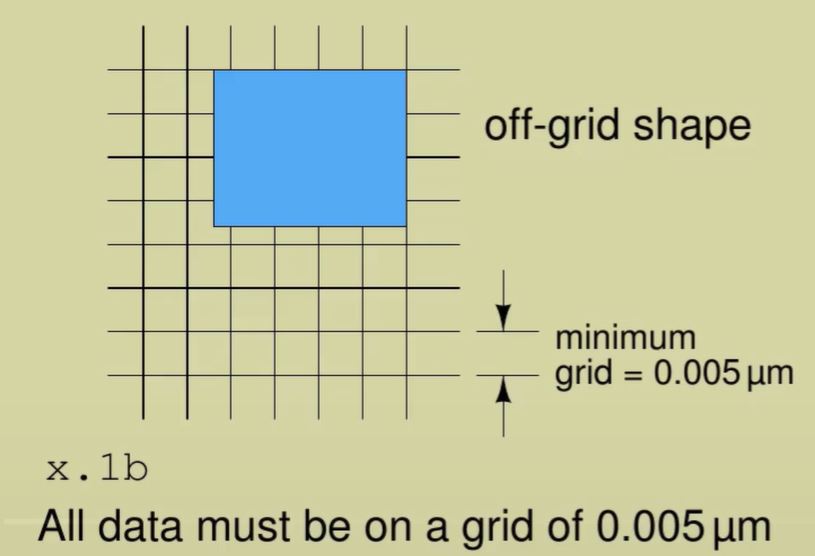 off-grid shape
minimum
grid = 0.005 µm
x.1b
All data must be on a grid of 0.005 µm